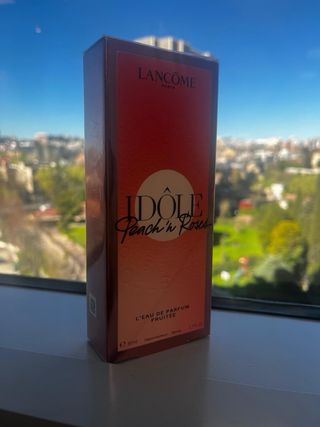 LANCÔME
PARIS
IDÔLE
Peach 'n Roses
L'EAU DE PARFUM
FRUITÉE